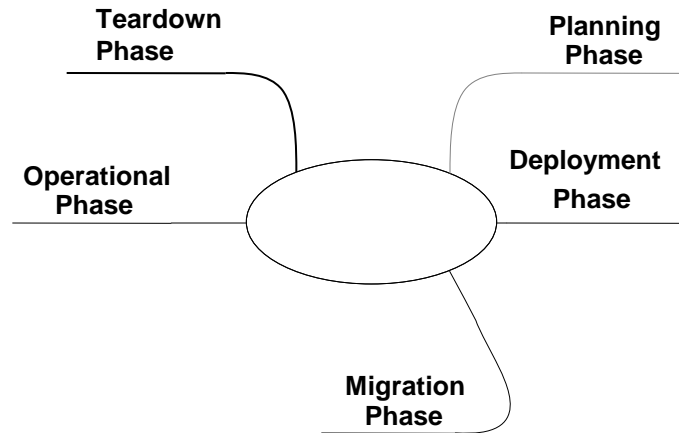 Teardown
Phase
Planning
Phase
Operational
Phase
Deployment
Phase
Migration
Phase